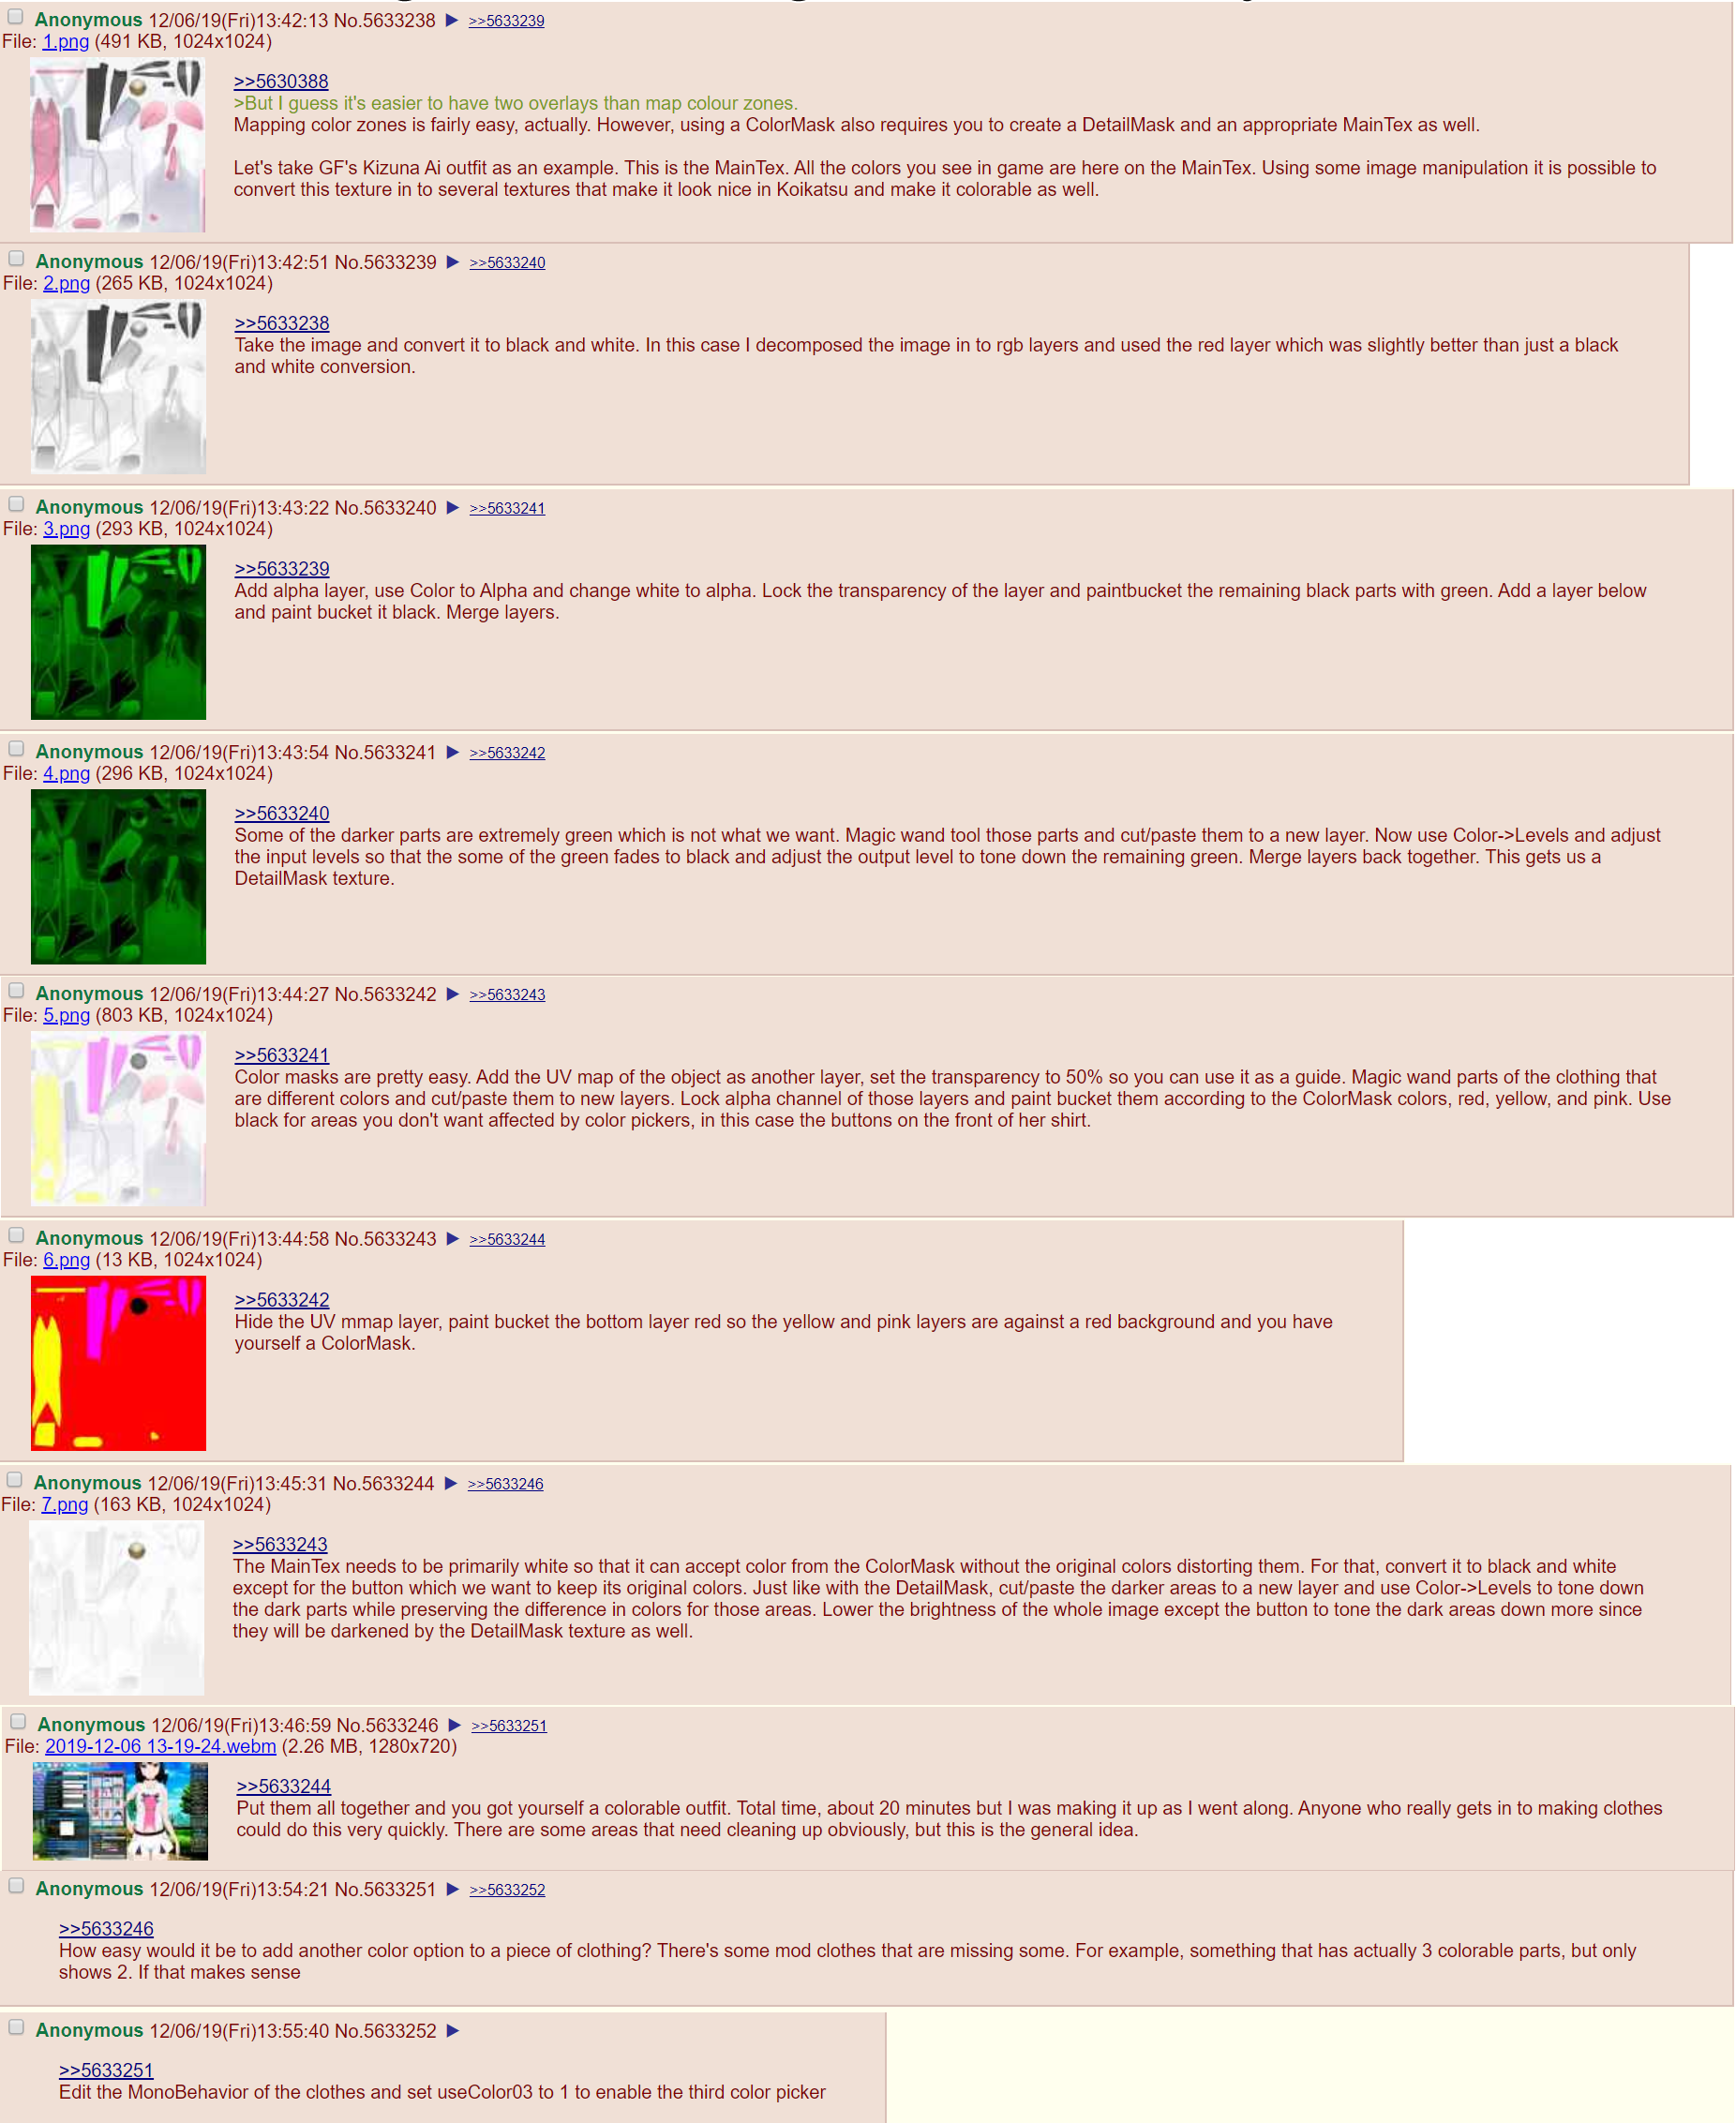 Anonymous 12/06/19(Fri)13:42:13 No.5633238 ▶ >>5633239
File: 1.png (491 KB, 1024x1024)
>>5630388
>But I guess it's easier to have two overlays than map colour zones.
Mapping color zones is fairly easy, actually. However, using a ColorMask also requires you to create a DetailMask and an appropriate MainTex as well.
Let's take GF's Kizuna Ai outfit as an example. This is the MainTex. All the colors you see in game are here on the MainTex. Using some image manipulation it is possible to
convert this texture in to several textures that make it look nice in Koikatsu and make it colorable as well.
Anonymous 12/06/19(Fri)13:42:51 No.5633239 ▶ >>5633240
File: 2.png (265 KB, 1024x1024)
>>5633238
Take the image and convert it to black and white. In this case I decomposed the image in to rgb layers and used the red layer which was slightly better than just a black
and white conversion.
Anonymous 12/06/19(Fri)13:43:22 No.5633240 ▶ >>5633241
File: 3.png (293 KB, 1024x1024)
>>5633239
Add alpha layer, use Color to Alpha and change white to alpha. Lock the transparency of the layer and paintbucket the remaining black parts with green. Add a layer below
and paint bucket it black. Merge layers.
Anonymous 12/06/19(Fri)13:43:54 No.5633241 ▶ >>5633242
File: 4.png (296 KB, 1024x1024)
>>5633240
Some of the darker parts are extremely green which is not what we want. Magic wand tool those parts and cut/paste them to a new layer. Now use Color->Levels and adjust
the input levels so that the some of the green fades to black and adjust the output level to tone down the remaining green. Merge layers back together. This gets us a
DetailMask texture.
Anonymous 12/06/19(Fri)13:44:27 No.5633242 ▶ >>5633243
File: 5.png (803 KB, 1024x1024)
>>5633241
Color masks are pretty easy. Add the UV map of the object as another layer, set the transparency to 50% so you can use it as a guide. Magic wand parts of the clothing that
are different colors and cut/paste them to new layers. Lock alpha channel of those layers and paint bucket them according to the ColorMask colors, red, yellow, and pink. Use
black for areas you don't want affected by color pickers, in this case the buttons on the front of her shirt.
Anonymous 12/06/19(Fri)13:44:58 No.5633243 ▶ >>5633244
File: 6.png (13 KB, 1024x1024)
>>5633242
Hide the UV mmap layer, paint bucket the bottom layer red so the yellow and pink layers are against a red background and you have
yourself a ColorMask.
Anonymous 12/06/19(Fri)13:45:31 No.5633244 ▶ >>5633246
File: 7.png (163 KB, 1024x1024)
>>5633243
The MainTex needs to be primarily white so that it can accept color from the ColorMask without the original colors distorting them. For that, convert it to black and white
except for the button which we want to keep its original colors. Just like with the DetailMask, cut/paste the darker areas to a new layer and use Color->Levels to tone down
the dark parts while preserving the difference in colors for those areas. Lower the brightness of the whole image except the button to tone the dark areas down more since
they will be darkened by the DetailMask texture as well.
Anonymous 12/06/19(Fri)13:46:59 No.5633246 ▶ >>5633251
File: 2019-12-06 13-19-24.webm (2.26 MB, 1280x720)
>>5633244
Put them all together and you got yourself a colorable outfit. Total time, about 20 minutes but I was making it up as I went along. Anyone who really gets in to making clothes
could do this very quickly. There are some areas that need cleaning up obviously, but this is the general idea.
Anonymous 12/06/19(Fri)13:54:21 No.5633251 ▶ >>5633252
>>5633246
How easy would it be to add another color option to a piece of clothing? There's some mod clothes that are missing some. For example, something that has actually 3 colorable parts, but only
shows 2. If that makes sense
Anonymous 12/06/19(Fri)13:55:40 No.5633252 ▶
>>5633251
Edit the MonoBehavior of the clothes and set useColor03 to 1 to enable the third color picker